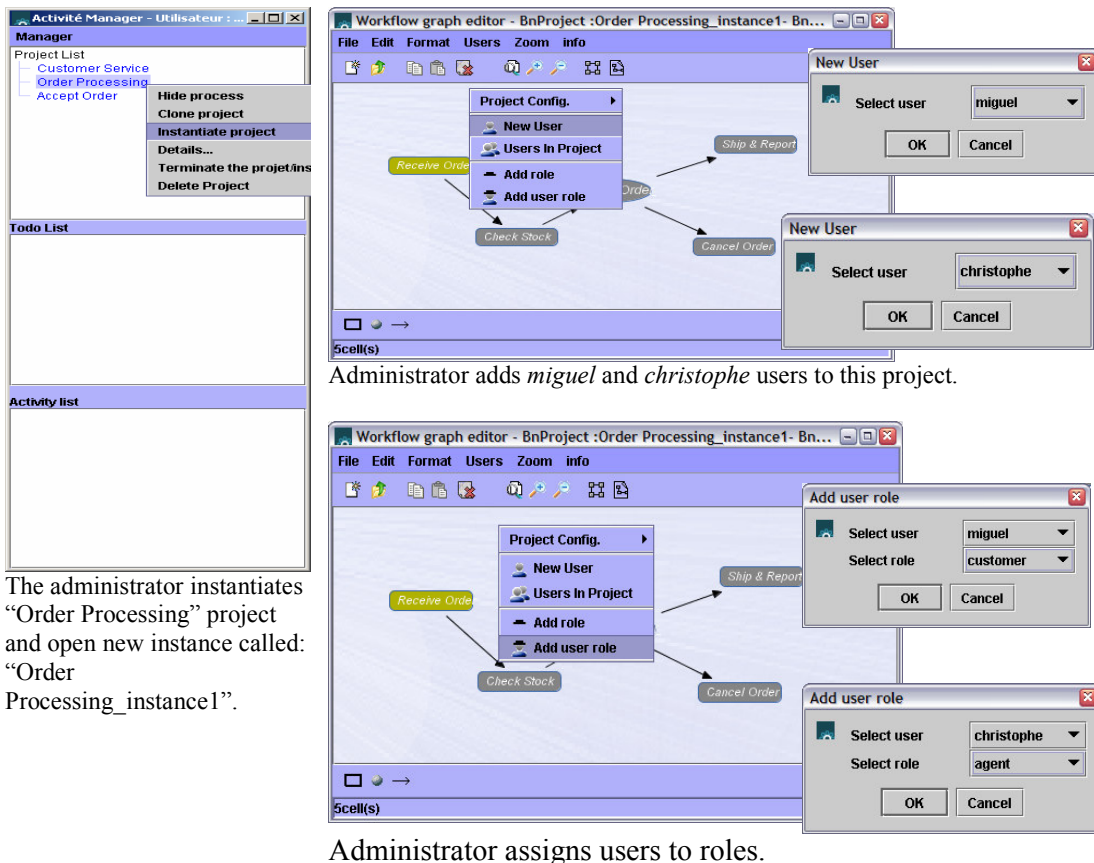 Activité Manager - Utilisateur : ...
Manager
Project List
Customer Service
Order Processing
Accept Order
Hide process
Clone project
Instantiate project
Details...
Terminate the projet/ins
Delete Project
Todo List
Activity list
The administrator instantiates
“Order Processing” project
and open new instance called:
“Order
Processing_instance1”.
Workflow graph editor - BnProject :Order Processing_instance1- Bn...
File Edit Format Users Zoom info
Project Config.
New User
Users In Project
Add role
Add user role
Receive Orde
Check Stock
Order
Ship & Report
Cancel Order
5cell(s)
New User
Select user miguel
OK Cancel
New User
Select user christophe
OK Cancel
Administrator adds miguel and christophe users to this project.
Workflow graph editor - BnProject :Order Processing_instance1- Bn...
File Edit Format Users Zoom info
Project Config.
New User
Users In Project
Add role
Add user role
Receive Orde
Check Stock
Ship & Repor
Cancel Order
5cell(s)
Add user role
Select user miguel
Select role customer
OK Cancel
Add user role
Select user christophe
Select role agent
OK Cancel
Administrator assigns users to roles.